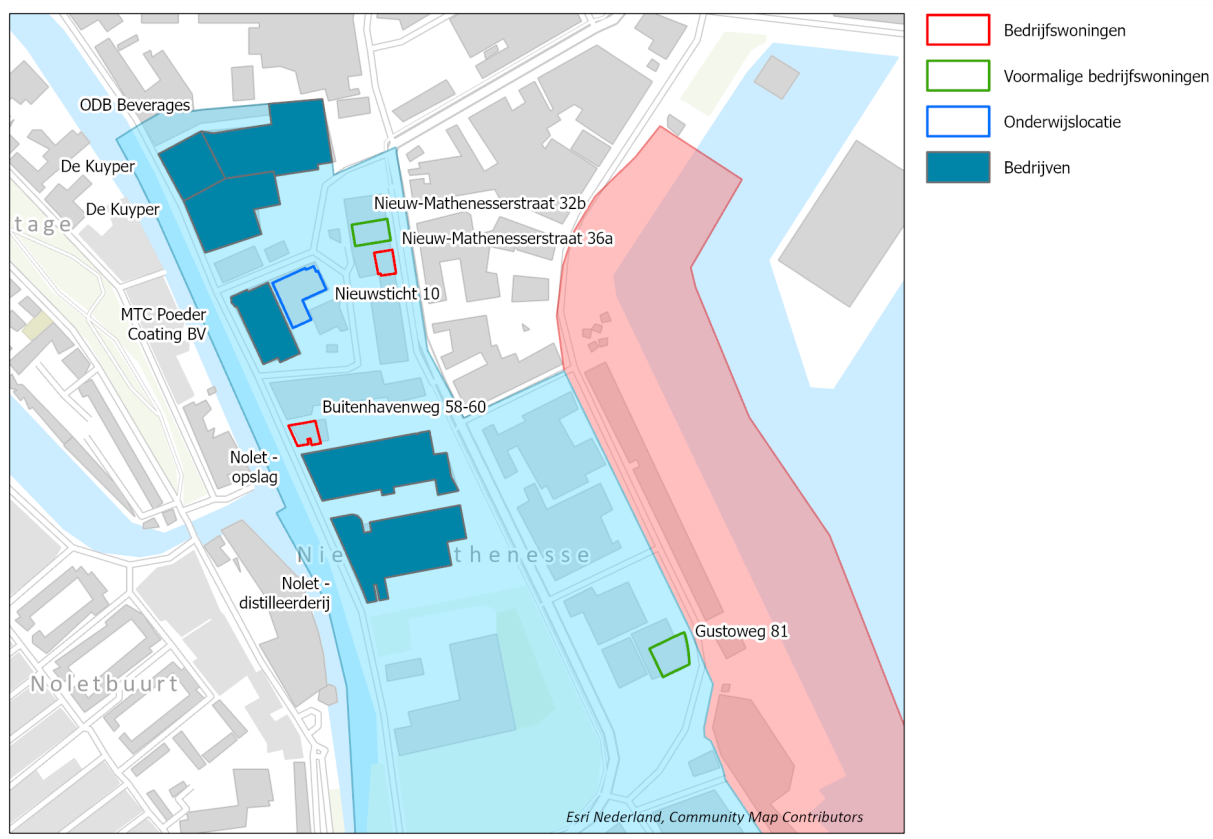 ODB Beverages
De Kuyper
De Kuyper
tage
Nieuw-Mathenesserstraat 32b
Nieuw-Mathenesserstraat 36a
Nieuwsticht 10
MTC Poeder
Coating BV
Buitenhavenweg 58-60
Nolet -
opslag
Nie thenesse
Nolet -
distilleerderij
Gustoweg 81
Noletbuurt
Esri Nederland, Community Map Contributors
Bedrijfswoningen
Voormalige bedrijfswoningen
Onderwijslocatie
Bedrijven